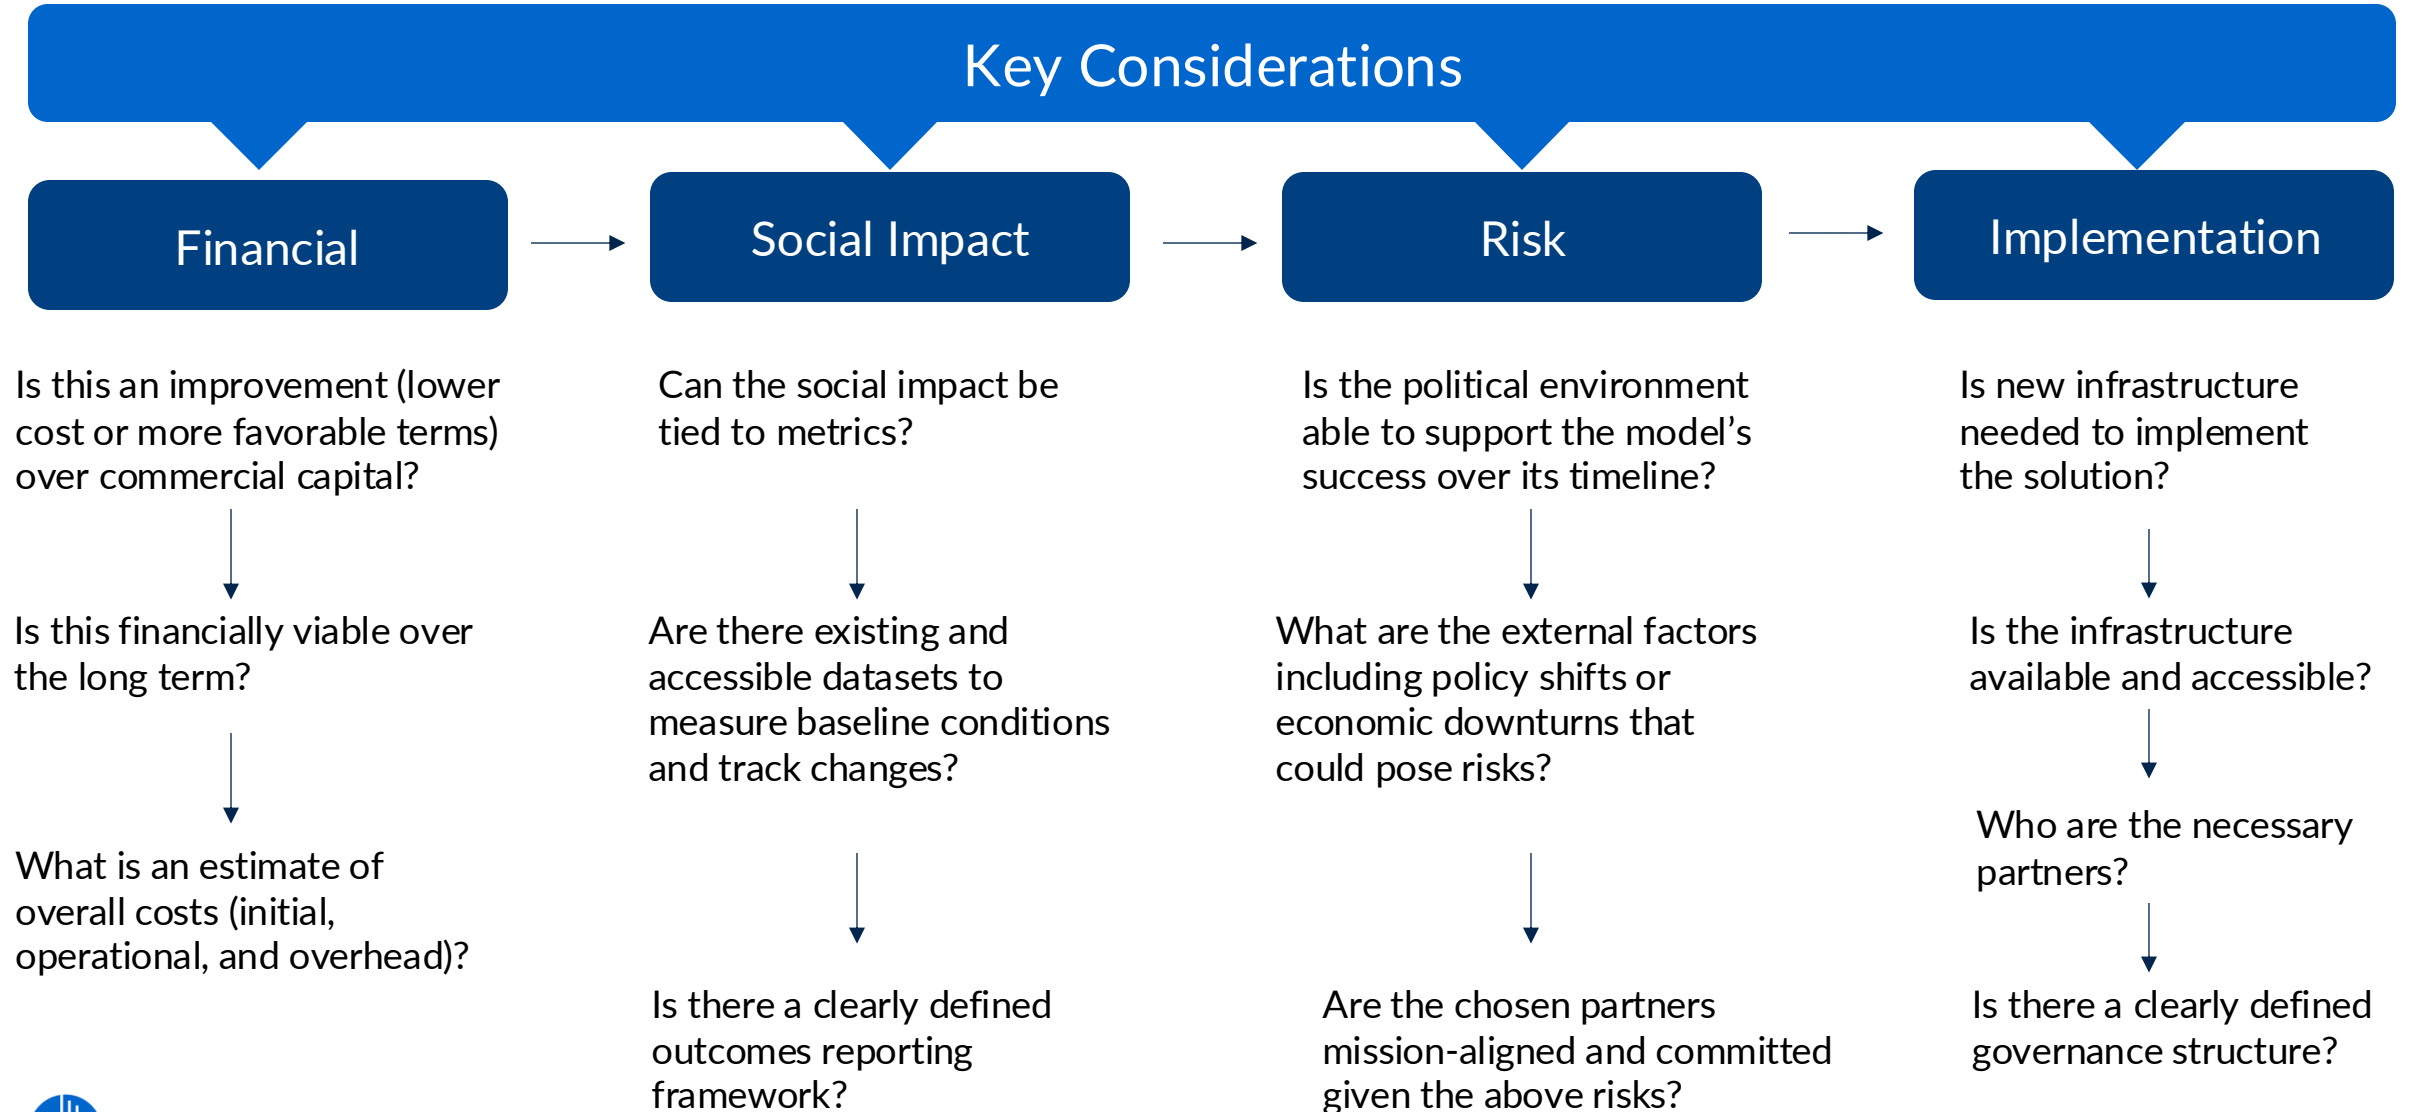 Key Considerations
Financial
Social Impact
Risk
Implementation
Is this an improvement (lower
cost or more favorable terms)
over commercial capital?
Is this financially viable over
the long term?
What is an estimate of
overall costs (initial,
operational, and overhead)?
Can the social impact be
tied to metrics?
Are there existing and
accessible datasets to
measure baseline conditions
and track changes?
Is there a clearly defined
outcomes reporting
framework?
Is the political environment
able to support the model’s
success over its timeline?
What are the external factors
including policy shifts or
economic downturns that
could pose risks?
Are the chosen partners
mission-aligned and committed
given the above risks?
Is new infrastructure
needed to implement
the solution?
Is the infrastructure
available and accessible?
Who are the necessary
partners?
Is there a clearly defined
governance structure?